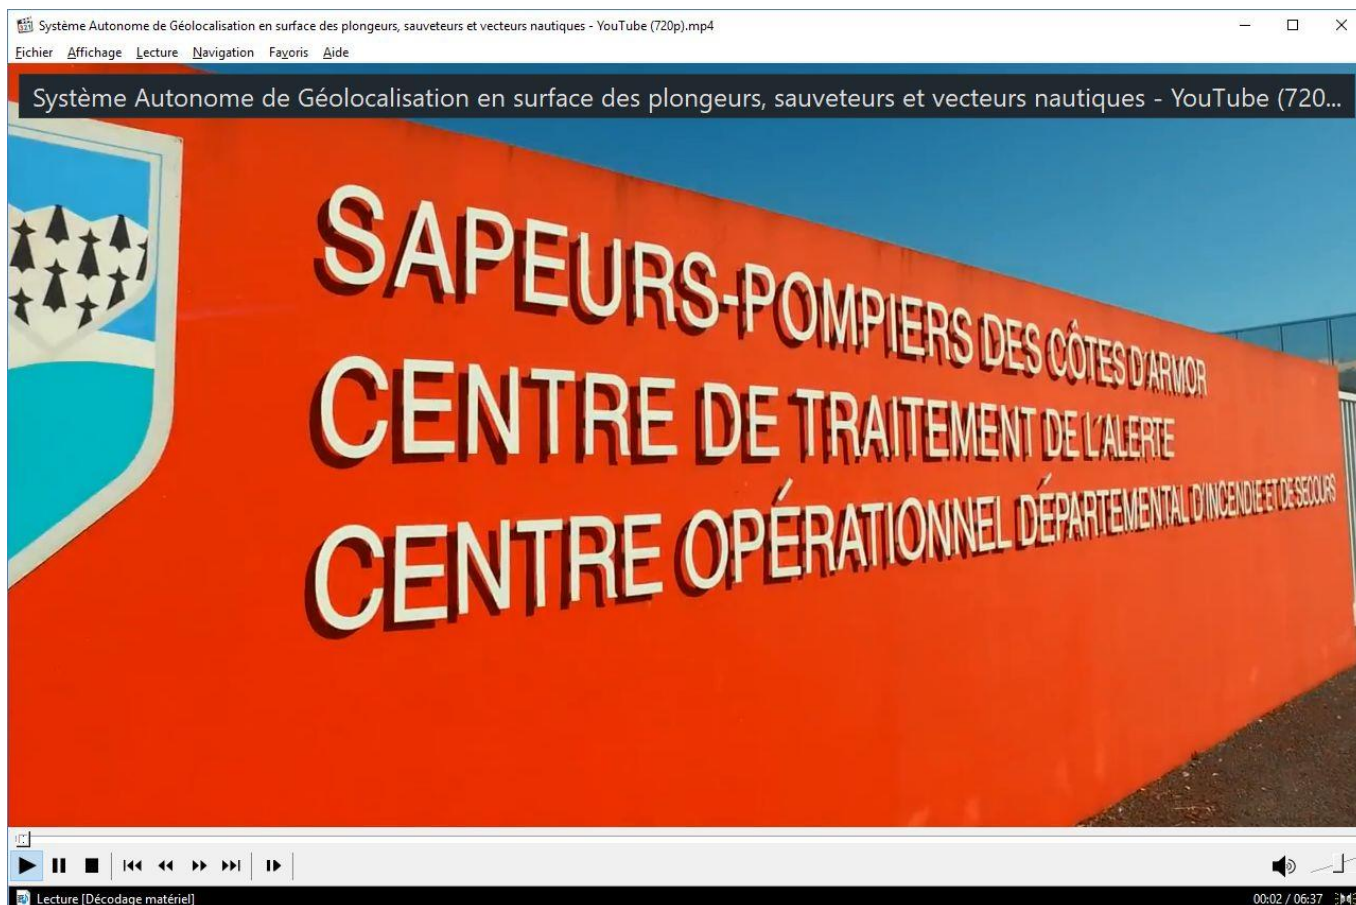 Système Autonome de Géolocalisation en surface des plongeurs, sauveteurs et vecteurs nautiques - YouTube (720p).mp4
Fichier Affichage Lecture Navigation Favoris Aide
Système Autonome de Géolocalisation en surface des plongeurs, sauveteurs et vecteurs nautiques - YouTube (720...
SAPEURS-POMPIERS DES CÔTES D'ARMOR
CENTRE DE TRAITEMENT DE L'ALERTE
CENTRE OPÉRATIONNEL DÉPARTEMENTAL D'INCENDIE ET DE SECOURS
Lecture [Décodage matériel]
00:02 / 06:37